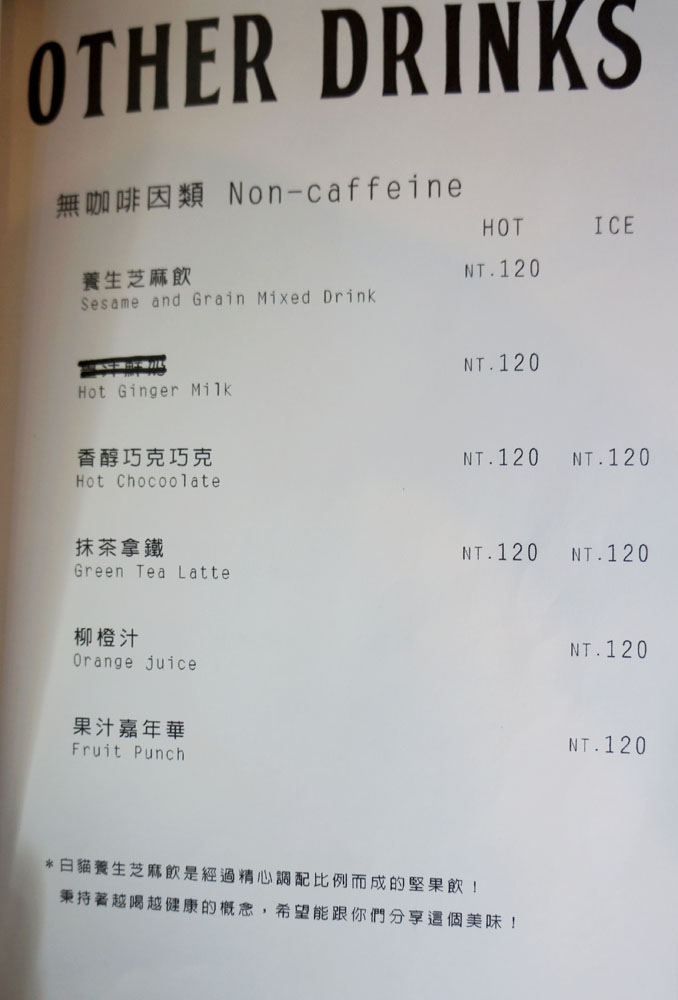 OTHER DRINKS
無咖啡因類 Non-caffeine
HOT ICE
養生芝麻飲 NT.120
Sesame and Grain Mixed Drink
NT.120
Hot Ginger Milk
香醇巧克巧克 NT.120 NT.120
Hot Chocoolate
抹茶拿鐵 NT.120 NT.120
Green Tea Latte
柳橙汁 NT.120
Orange juice
果汁嘉年華 NT.120
Fruit Punch
*白貓養生芝麻飲是經過精心調配比例而成的堅果飲！
秉持著越喝越健康的概念，希望能跟你們分享這個美味！